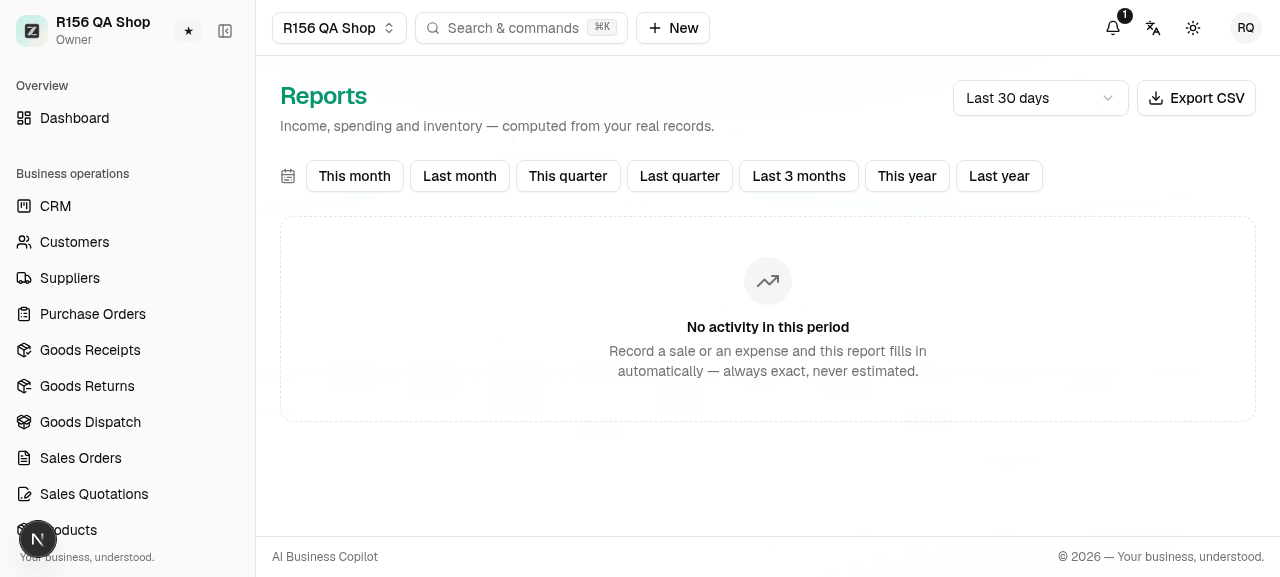 R156 QA Shop
Owner
Overview
Dashboard
Business operations
CRM
Customers
Suppliers
Purchase Orders
Goods Receipts
Goods Returns
Goods Dispatch
Sales Orders
Sales Quotations
oducts
Your business, understood.
R156 QA Shop
Search & commands
⌘K
New
1
RQ
Reports
Income, spending and inventory — computed from your real records.
Last 30 days
Export CSV
This month
Last month
This quarter
Last quarter
Last 3 months
This year
Last year
No activity in this period
Record a sale or an expense and this report fills in
automatically — always exact, never estimated.
AI Business Copilot
© 2026 — Your business, understood.